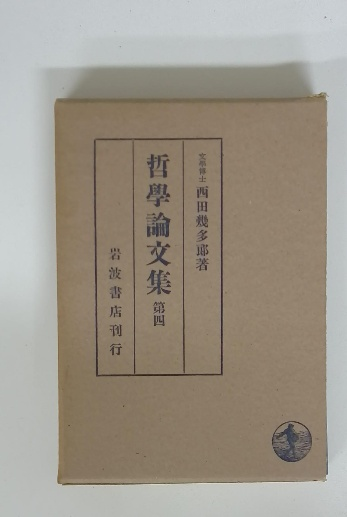 文學博士 西田幾多郎著
哲學論文集 第四
岩波書店刊行